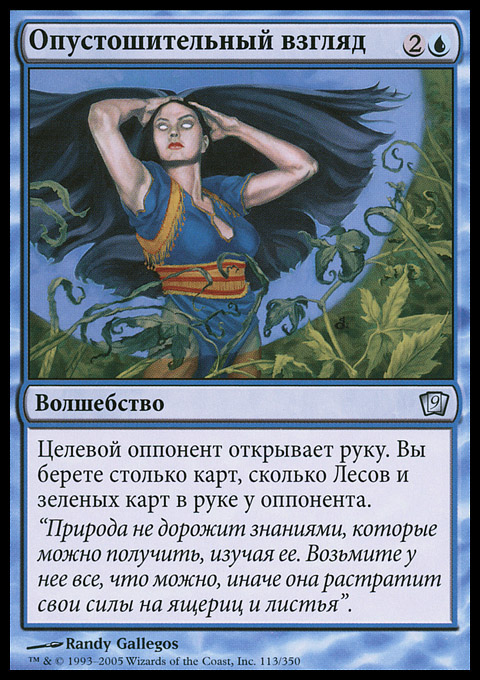 Опустошительный взгляд 2
Волшебство 9
Целевой оппонент открывает руку. Вы
берете столько карт, сколько Лесов и
зеленых карт в руке у оппонента.
“Природа не дорожит знаниями, которые
можно получить, изучая ее. Возьмите у
нее все, что можно, иначе она растратит
свои силы на ящериц и листья”.
Randy Gallegos
™ & © 1993–2005 Wizards of the Coast, Inc. 113/350